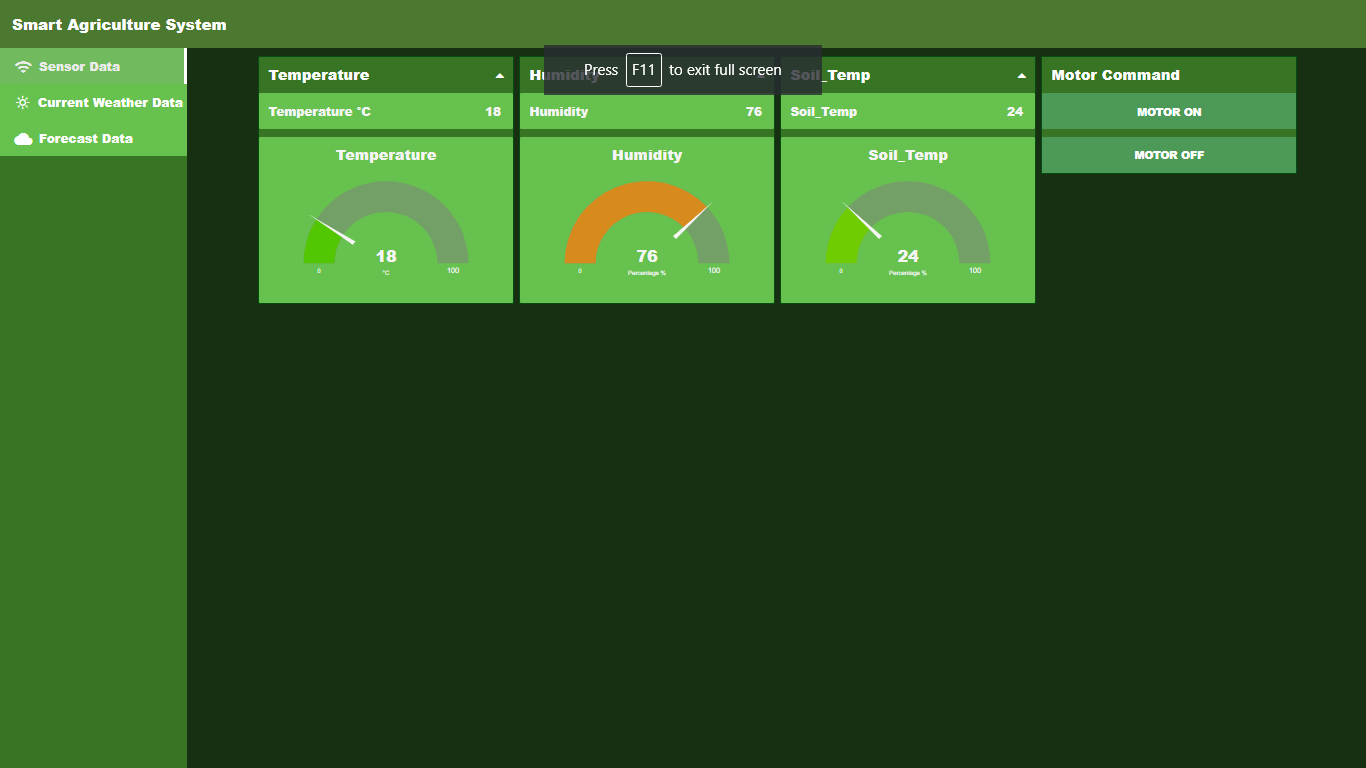 Smart Agriculture System
Sensor Data
Current Weather Data
Forecast Data
Press F11 to exit full screen
Temperature
Temperature °C 18
Temperature
18
°C
0 100
Humidity
Humidity 76
Humidity
76
Percentage %
0 100
Soil_Temp
Soil_Temp 24
Soil_Temp
24
Percentage %
0 100
Motor Command
MOTOR ON
MOTOR OFF